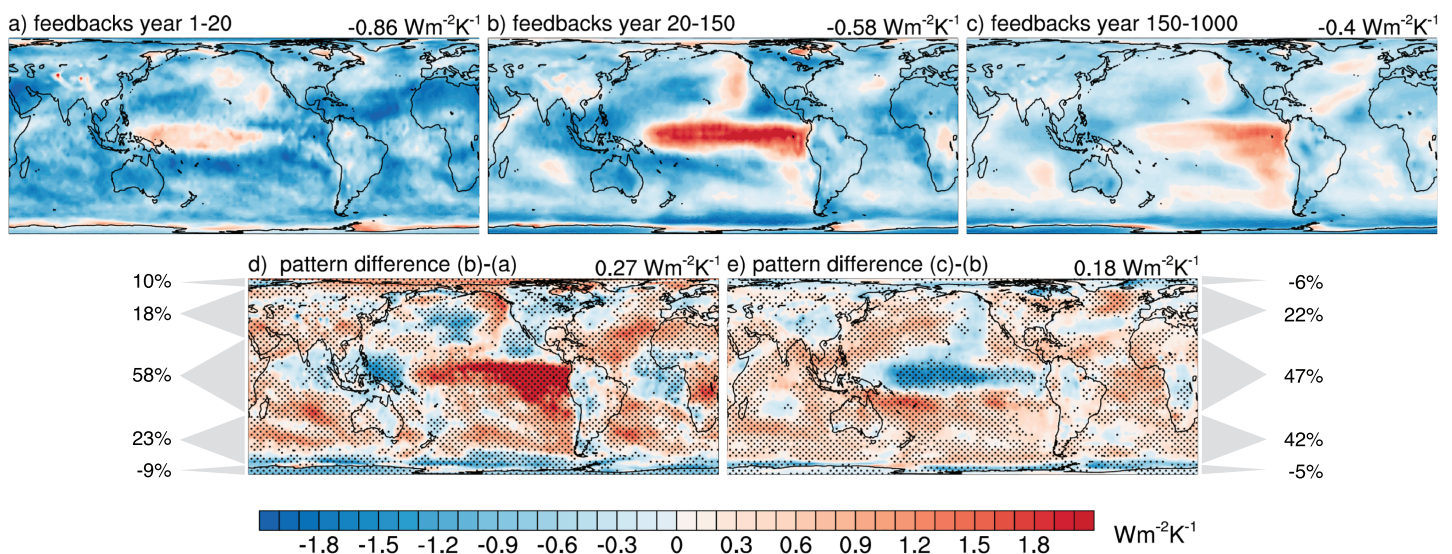 a) feedbacks year 1-20 -0.86 Wm⁻²K⁻¹
b) feedbacks year 20-150 -0.58 Wm⁻²K⁻¹
c) feedbacks year 150-1000 -0.4 Wm⁻²K⁻¹
d) pattern difference (b)-(a) 0.27 Wm⁻²K⁻¹
e) pattern difference (c)-(b) 0.18 Wm⁻²K⁻¹
10%
18%
58%
23%
-9%
-6%
22%
47%
42%
-5%
-1.8 -1.5 -1.2 -0.9 -0.6 -0.3 0 0.3 0.6 0.9 1.2 1.5 1.8 Wm⁻²K⁻¹